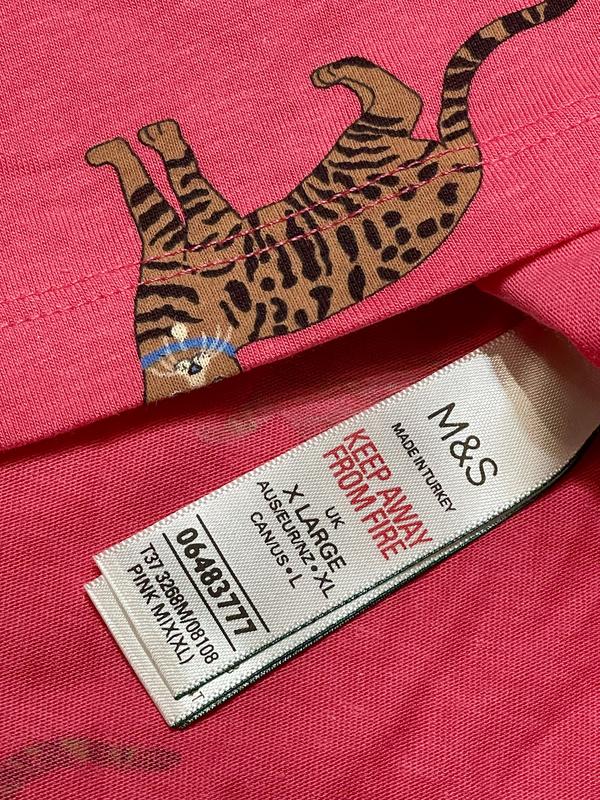 M&S
MADE IN TURKEY
KEEP AWAY
FROM FIRE
UK
X LARGE
AUS/EUR/NZ • XL
CAN/US • L
06483777
T37 3268M/08108
PINK MIX(XL)